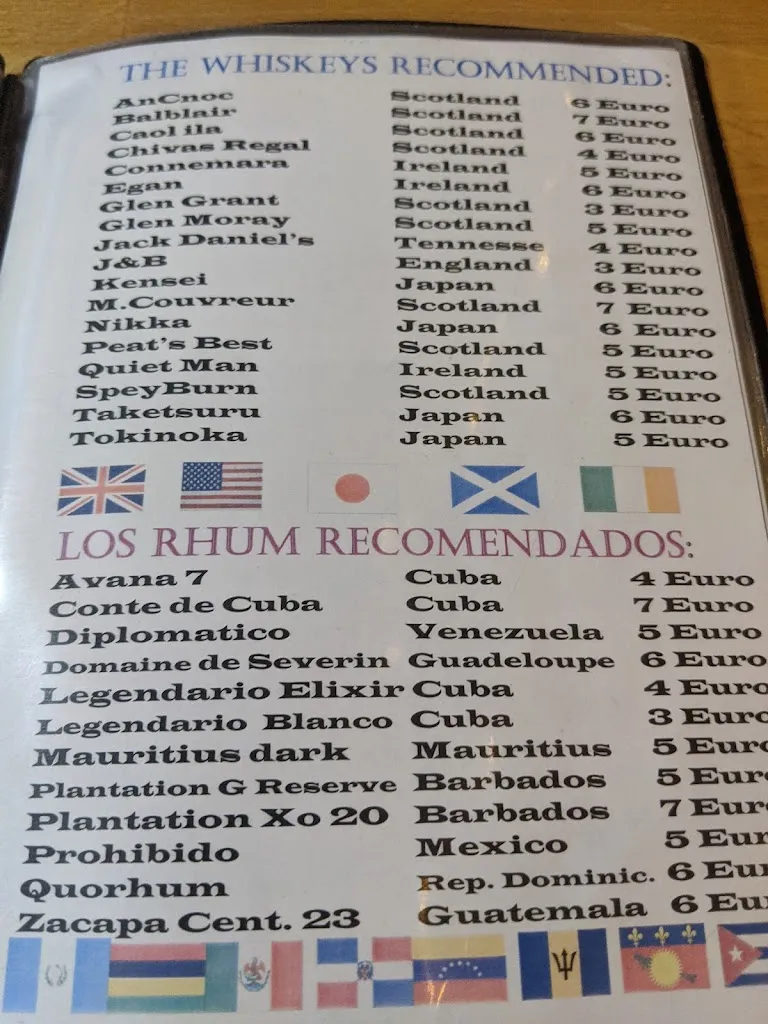 THE WHISKEYS RECOMMENDED:
AnCnoc Scotland 6 Euro
Balblair Scotland 7 Euro
Caol ila Scotland 6 Euro
Chivas Regal Scotland 4 Euro
Connemara Ireland 5 Euro
Egan Ireland 6 Euro
Glen Grant Scotland 3 Euro
Glen Moray Scotland 5 Euro
Jack Daniel's Tennesse 4 Euro
J&B England 3 Euro
Kensei Japan 6 Euro
M.Couvreur Scotland 7 Euro
Nikka Japan 6 Euro
Peat's Best Scotland 5 Euro
Quiet Man Ireland 5 Euro
SpeyBurn Scotland 5 Euro
Taketsuru Japan 6 Euro
Tokinoka Japan 5 Euro
LOS RHUM RECOMENDADOS:
Avana 7 Cuba 4 Euro
Conte de Cuba Cuba 7 Euro
Diplomatico Venezuela 5 Euro
Domaine de Severin Guadeloupe 6 Euro
Legendario Elixir Cuba 4 Euro
Legendario Blanco Cuba 3 Euro
Mauritius dark Mauritius 5 Euro
Plantation G Reserve Barbados 5 Euro
Plantation Xo 20 Barbados 7 Eur
Prohibido Mexico 5 Eur
Quorhum Rep. Dominic. 6 Eur
Zacapa Cent. 23 Guatemala 6 Eu